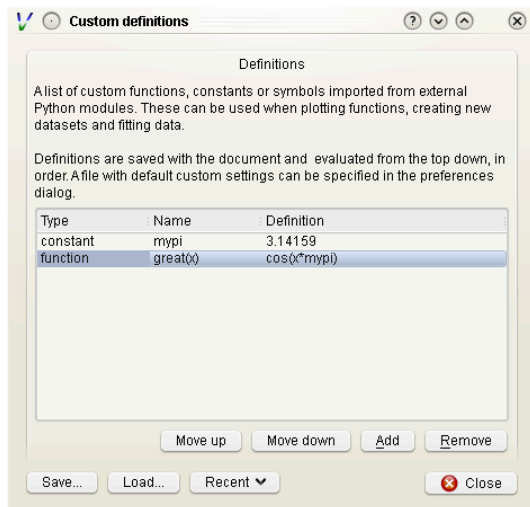 Custom definitions
Definitions
A list of custom functions, constants or symbols imported from external
Python modules. These can be used when plotting functions, creating new
datasets and fitting data.
Definitions are saved with the document and evaluated from the top down, in
order. A file with default custom settings can be specified in the preferences
dialog.
Type Name Definition
constant mypi 3.14159
function great(x) cos(x*mypi)
Move up Move down Add Remove
Save... Load... Recent Close